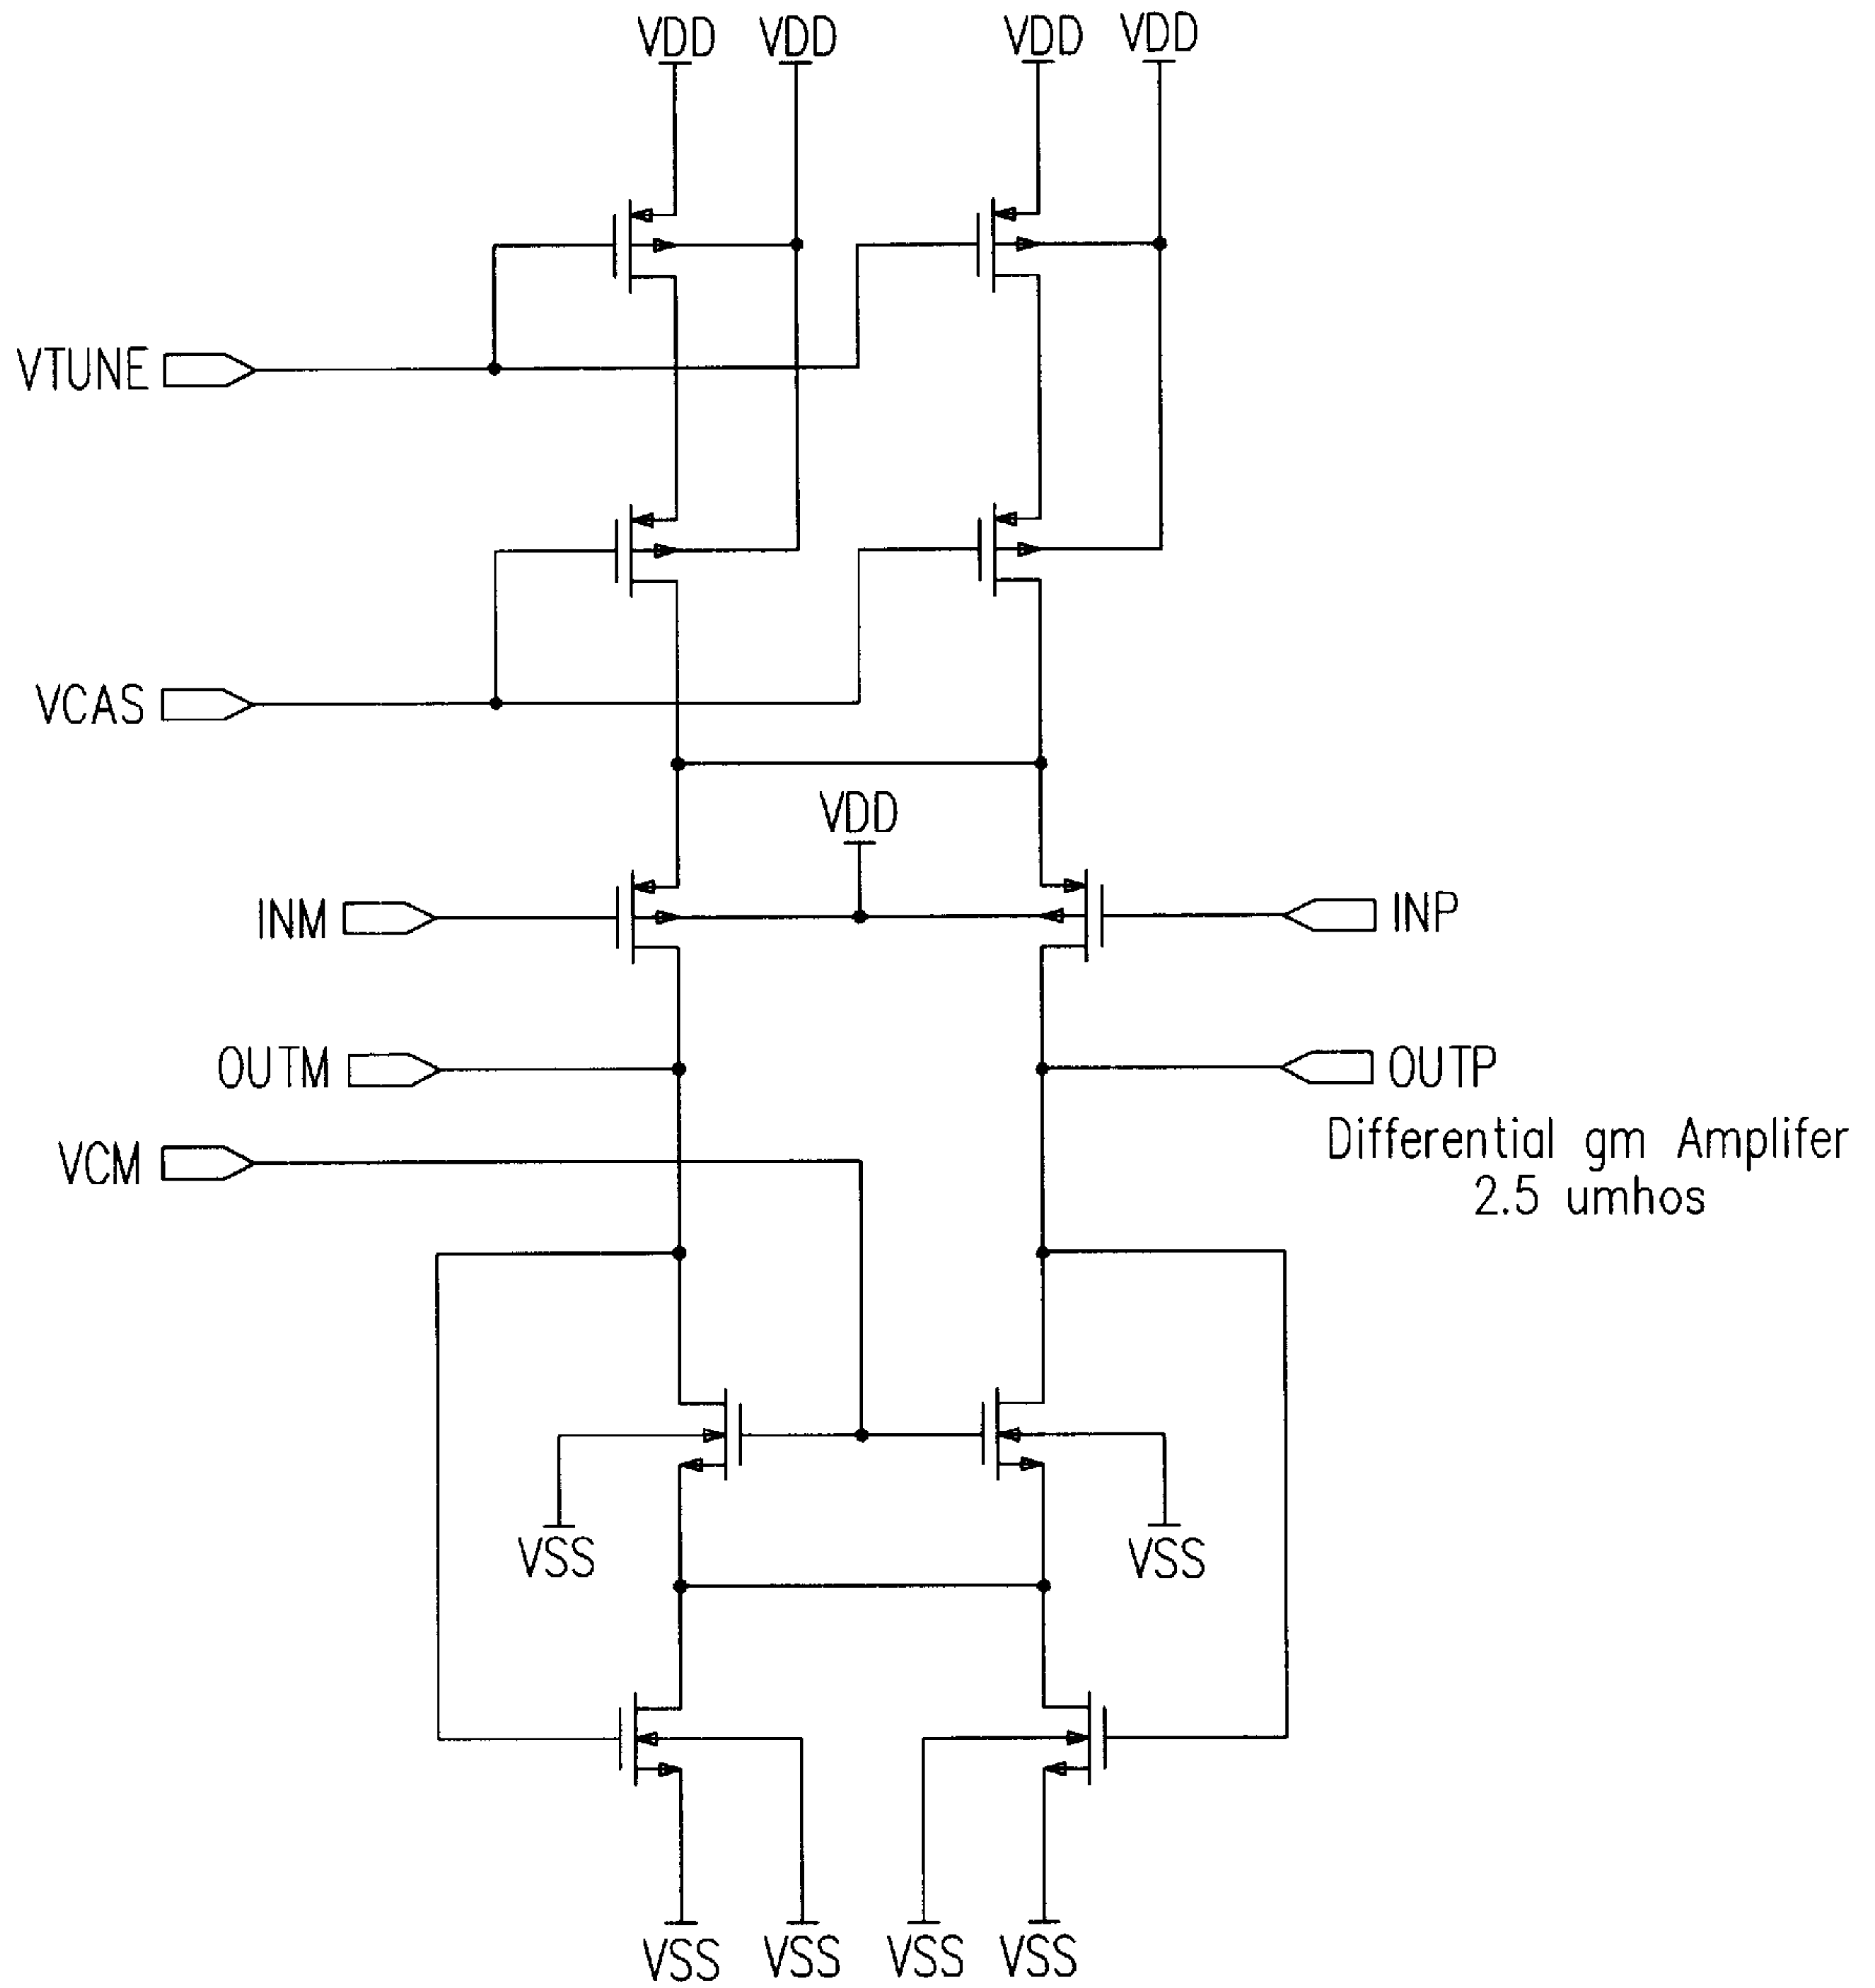 VDD VDD VDD VDD
VTUNE
VCAS
VDD
INM
INP
OUTM
OUTP
Differential gm Amplifer
2.5 umhos
VCM
VSS
VSS
VSS VSS VSS VSS